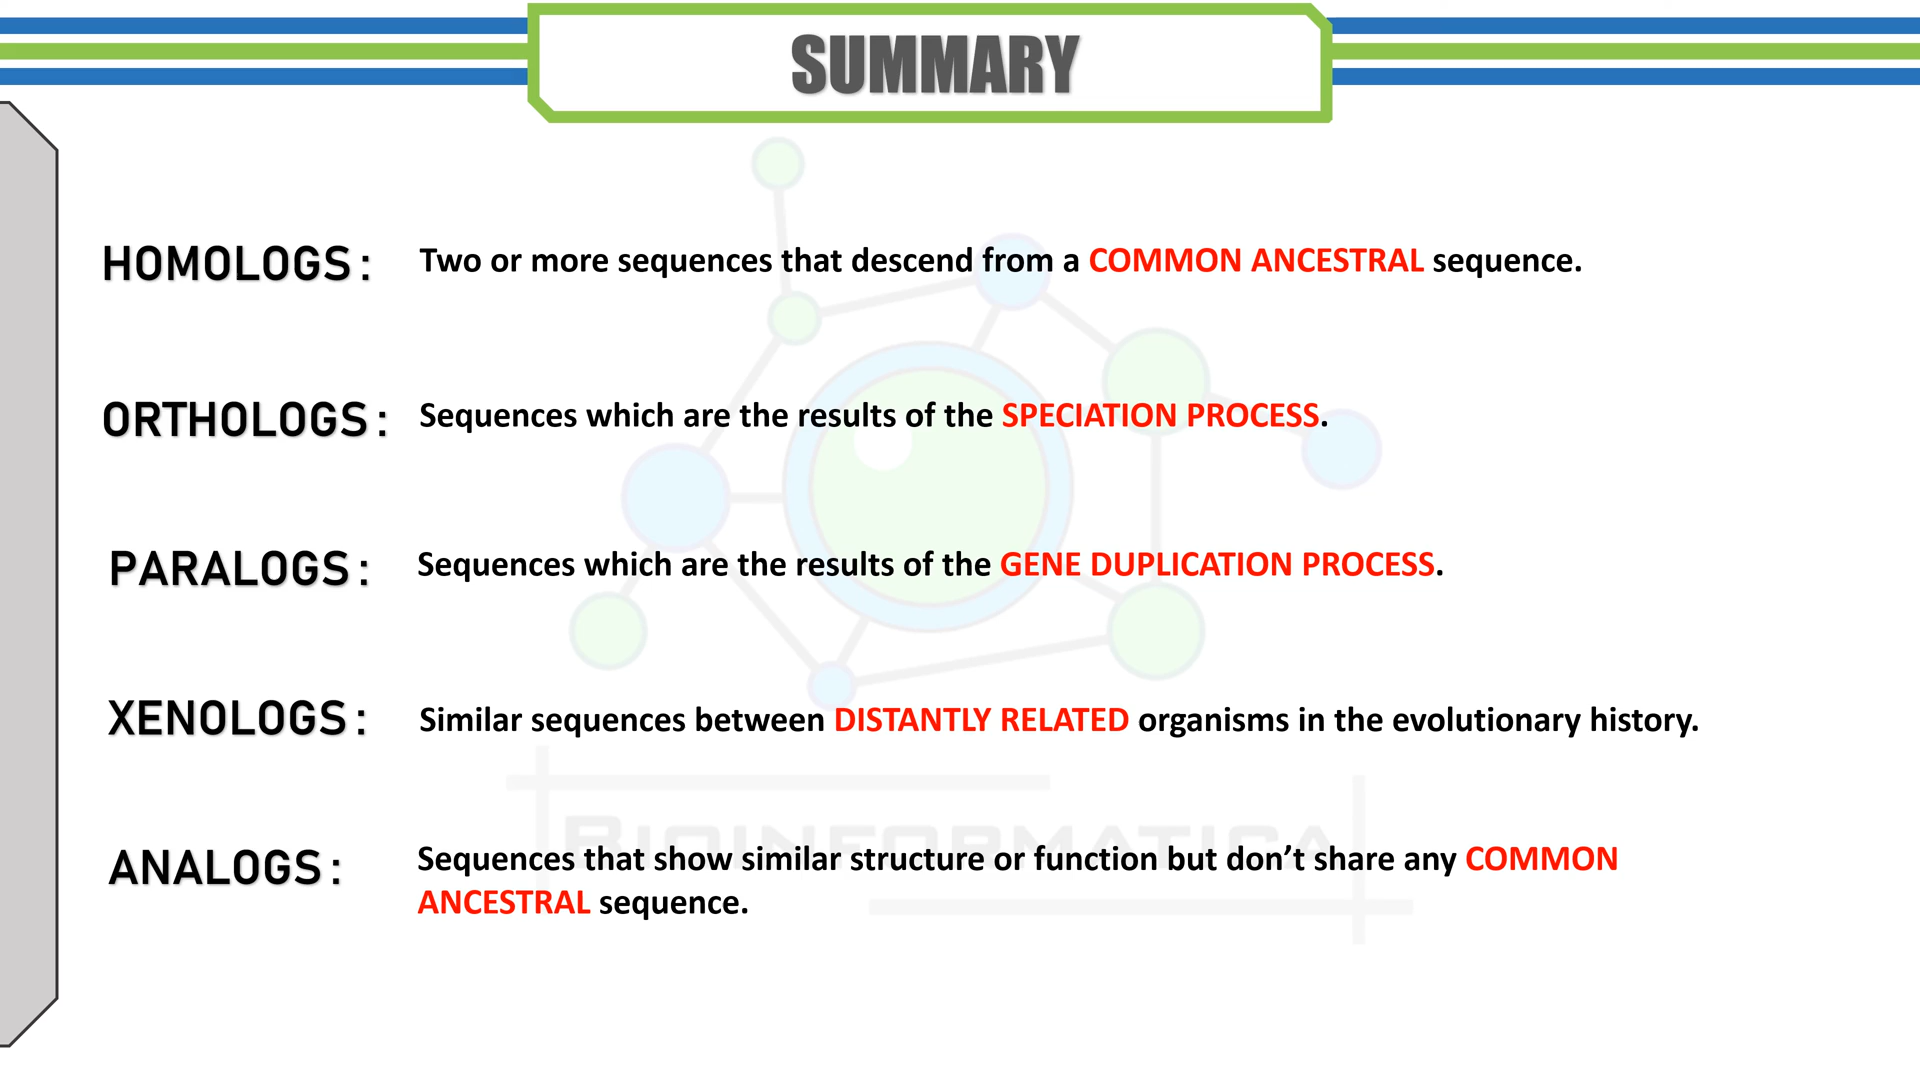 SUMMARY
HOMOLOGS: Two or more sequences that descend from a COMMON ANCESTRAL sequence.
ORTHOLOGS: Sequences which are the results of the SPECIATION PROCESS.
PARALOGS: Sequences which are the results of the GENE DUPLICATION PROCESS.
XENOLOGS: Similar sequences between DISTANTLY RELATED organisms in the evolutionary history.
BIOINFORMATICA
ANALOGS: Sequences that show similar structure or function but don’t share any COMMON
ANCESTRAL sequence.